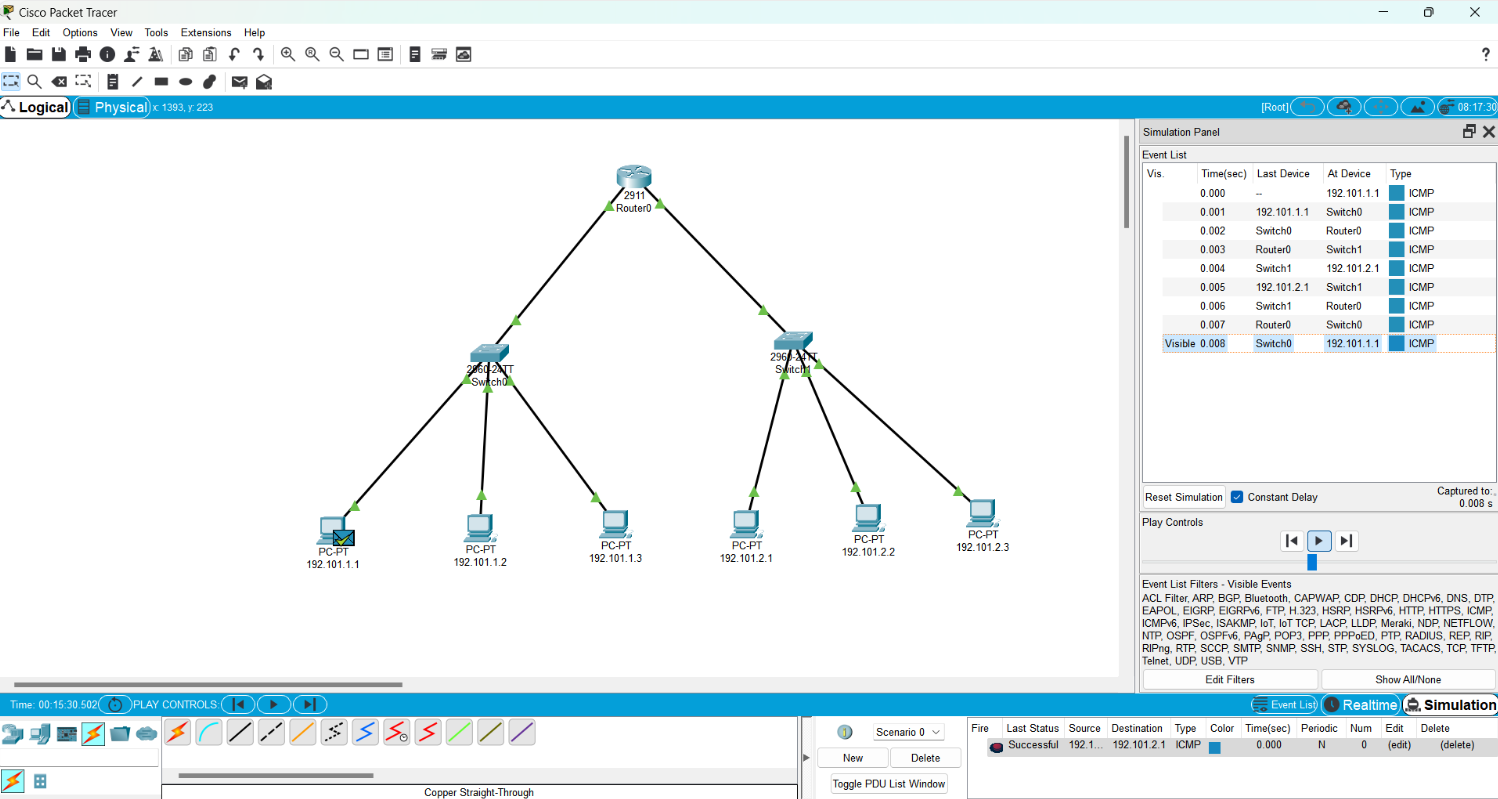 Cisco Packet Tracer
File Edit Options View Tools Extensions Help
?
Logical Physical x: 1393, y: 223 [Root] 08:17:30
2911
Router0
2960-24TT
Switch0
2960-24TT
Switch1
PC-PT
192.101.1.1
PC-PT
192.101.1.2
PC-PT
192.101.1.3
PC-PT
192.101.2.1
PC-PT
192.101.2.2
PC-PT
192.101.2.3
Simulation Panel
Event List
Vis. Time(sec) Last Device At Device Type
0.000 -- 192.101.1.1 ICMP
0.001 192.101.1.1 Switch0 ICMP
0.002 Switch0 Router0 ICMP
0.003 Router0 Switch1 ICMP
0.004 Switch1 192.101.2.1 ICMP
0.005 192.101.2.1 Switch1 ICMP
0.006 Switch1 Router0 ICMP
0.007 Router0 Switch0 ICMP
Visible 0.008 Switch0 192.101.1.1 ICMP
Reset Simulation Constant Delay Captured to:
0.008 s
Play Controls
Event List Filters - Visible Events
ACL Filter, ARP, BGP, Bluetooth, CAPWAP, CDP, DHCP, DHCPv6, DNS, DTP,
EAPOL, EIGRP, EIGRPv6, FTP, H.323, HSRP, HSRPv6, HTTP, HTTPS, ICMP,
ICMPv6, IPSec, ISAKMP, IoT, IoT TCP, LACP, LLDP, Meraki, NDP, NETFLOW,
NTP, OSPF, OSPFv6, PAgP, POP3, PPP, PPPoED, PTP, RADIUS, REP, RIP,
RIPng, RTP, SCCP, SMTP, SNMP, SSH, STP, SYSLOG, TACACS, TCP, TFTP,
Telnet, UDP, USB, VTP
Edit Filters Show All/None
Time: 00:15:30.502 PLAY CONTROLS: Event List Realtime Simulation
Copper Straight-Through
Scenario 0
New Delete
Toggle PDU List Window
Fire Last Status Source Destination Type Color Time(sec) Periodic Num Edit Delete
Successful 192.1... 192.101.2.1 ICMP 0.000 N 0 (edit) (delete)